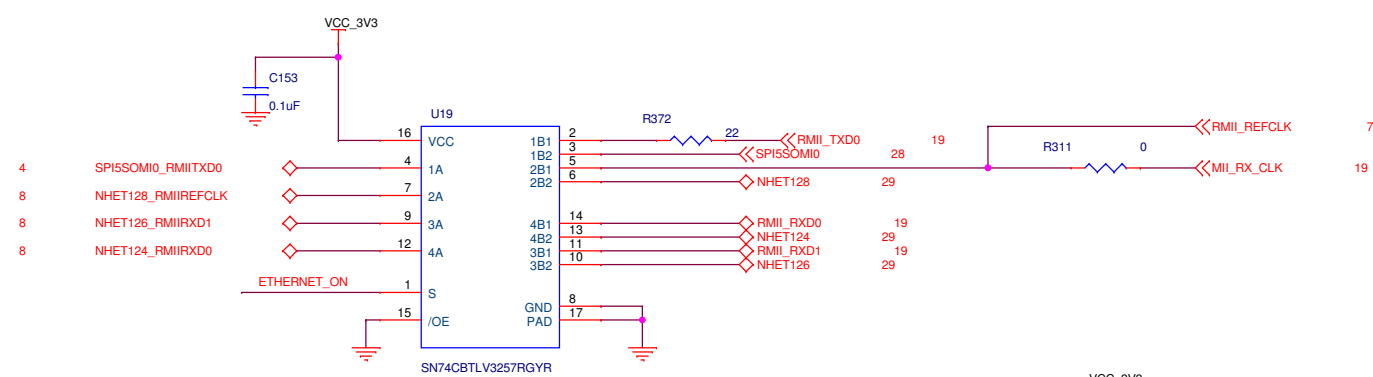 VCC_3V3
C153
0.1uF
U19
R372
16 VCC 1B1 2 22 RMII_TXD0 19
1B2 3 SPI5SOMI0 28
RMII_REFCLK 7
R311 0
4 SPI5SOMI0_RMIITXD0 4 1A 2B1 5 MII_RX_CLK 19
2B2 6 NHET128 29
8 NHET128_RMIIREFCLK 7 2A
8 NHET126_RMIIRXD1 9 3A 4B1 14 RMII_RXD0 19
4B2 13 NHET124 29
8 NHET124_RMIIRXD0 12 4A 3B1 11 RMII_RXD1 19
3B2 10 NHET126 29
ETHERNET_ON 1 S
GND 8
15 /OE PAD 17
SN74CBTLV3257RGYR